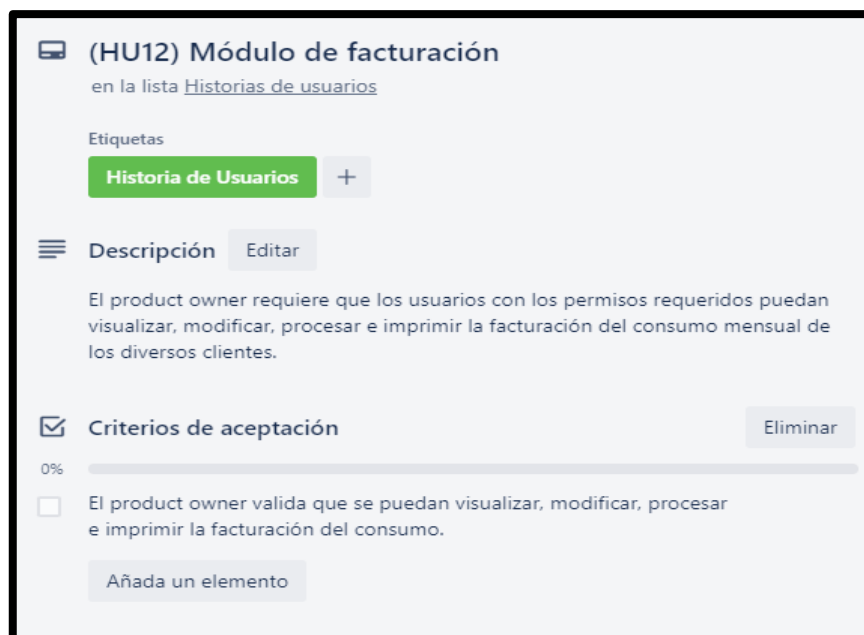 (HU12) Módulo de facturación
en la lista Historias de usuarios
Etiquetas
Historia de Usuarios +
Descripción Editar
El product owner requiere que los usuarios con los permisos requeridos puedan
visualizar, modificar, procesar e imprimir la facturación del consumo mensual de
los diversos clientes.
Criterios de aceptación Eliminar
0%
El product owner valida que se puedan visualizar, modificar, procesar
e imprimir la facturación del consumo.
Añada un elemento